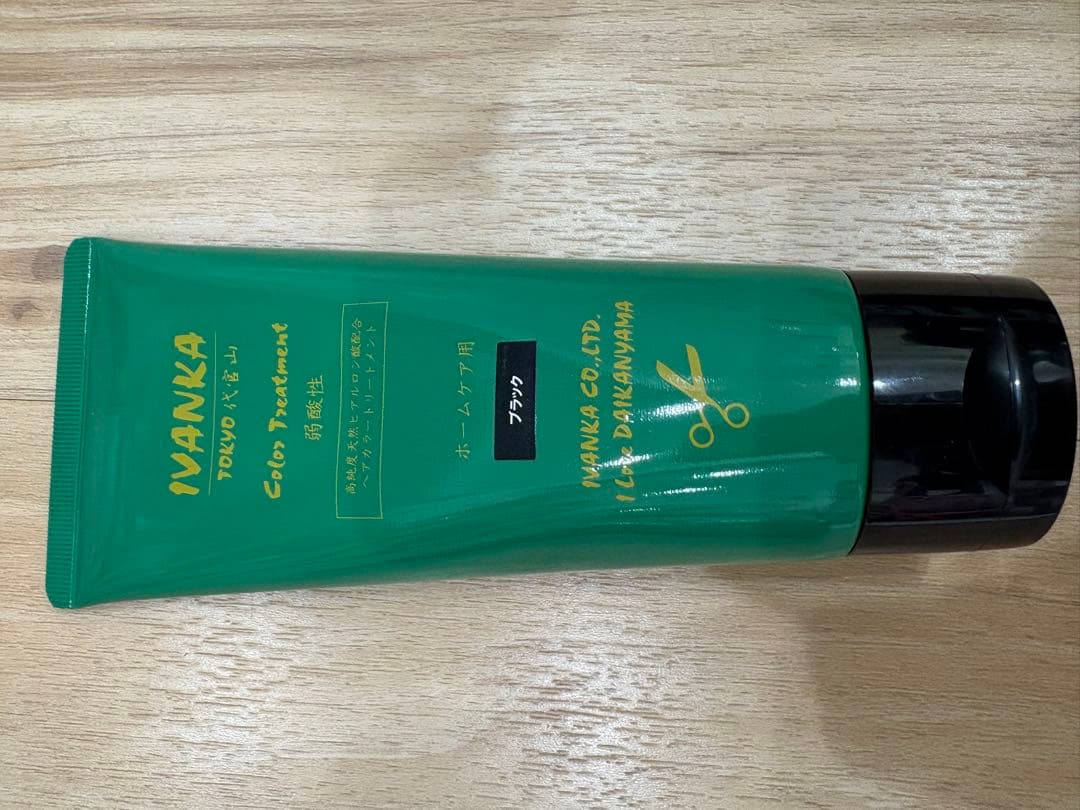 IVANKA
TOKYO 代官山
Color Treatment
弱酸性
高純度天然ヒアルロン酸配合
ヘアカラートリートメント
ホームケア用
ブラック
IVANKA CO.,LTD.
I Love DAIKANYAMA